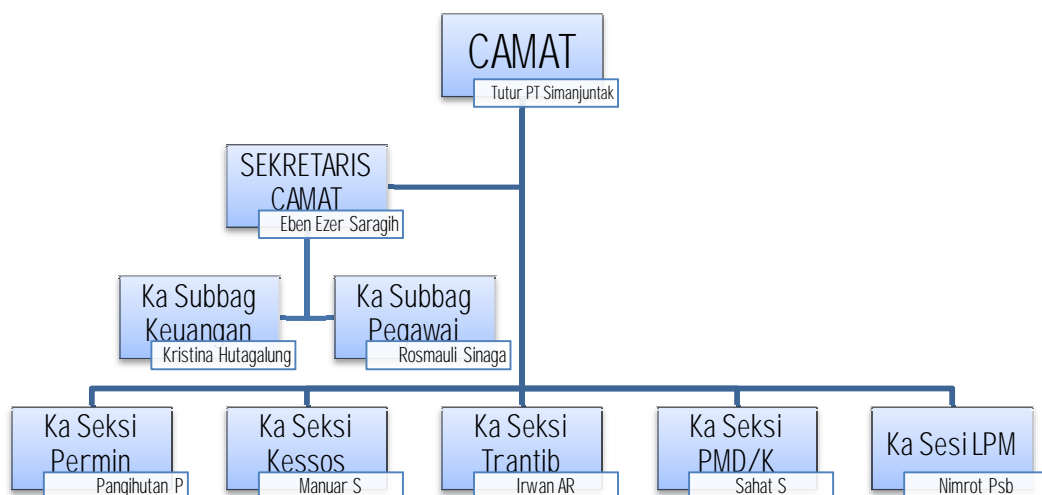 CAMAT
Tutur PT Simanjuntak
SEKRETARIS
CAMAT
Eben Ezer Saragih
Ka Subbag
Keuangan
Kristina Hutagalung
Ka Subbag
Pegawai
Rosmauli Sinaga
Ka Seksi
Permin
Pangihutan P
Ka Seksi
Kessos
Manuar S
Ka Seksi
Trantib
Irwan AR
Ka Seksi
PMD/K
Sahat S
Ka Sesi LPM
Nimrot Psb